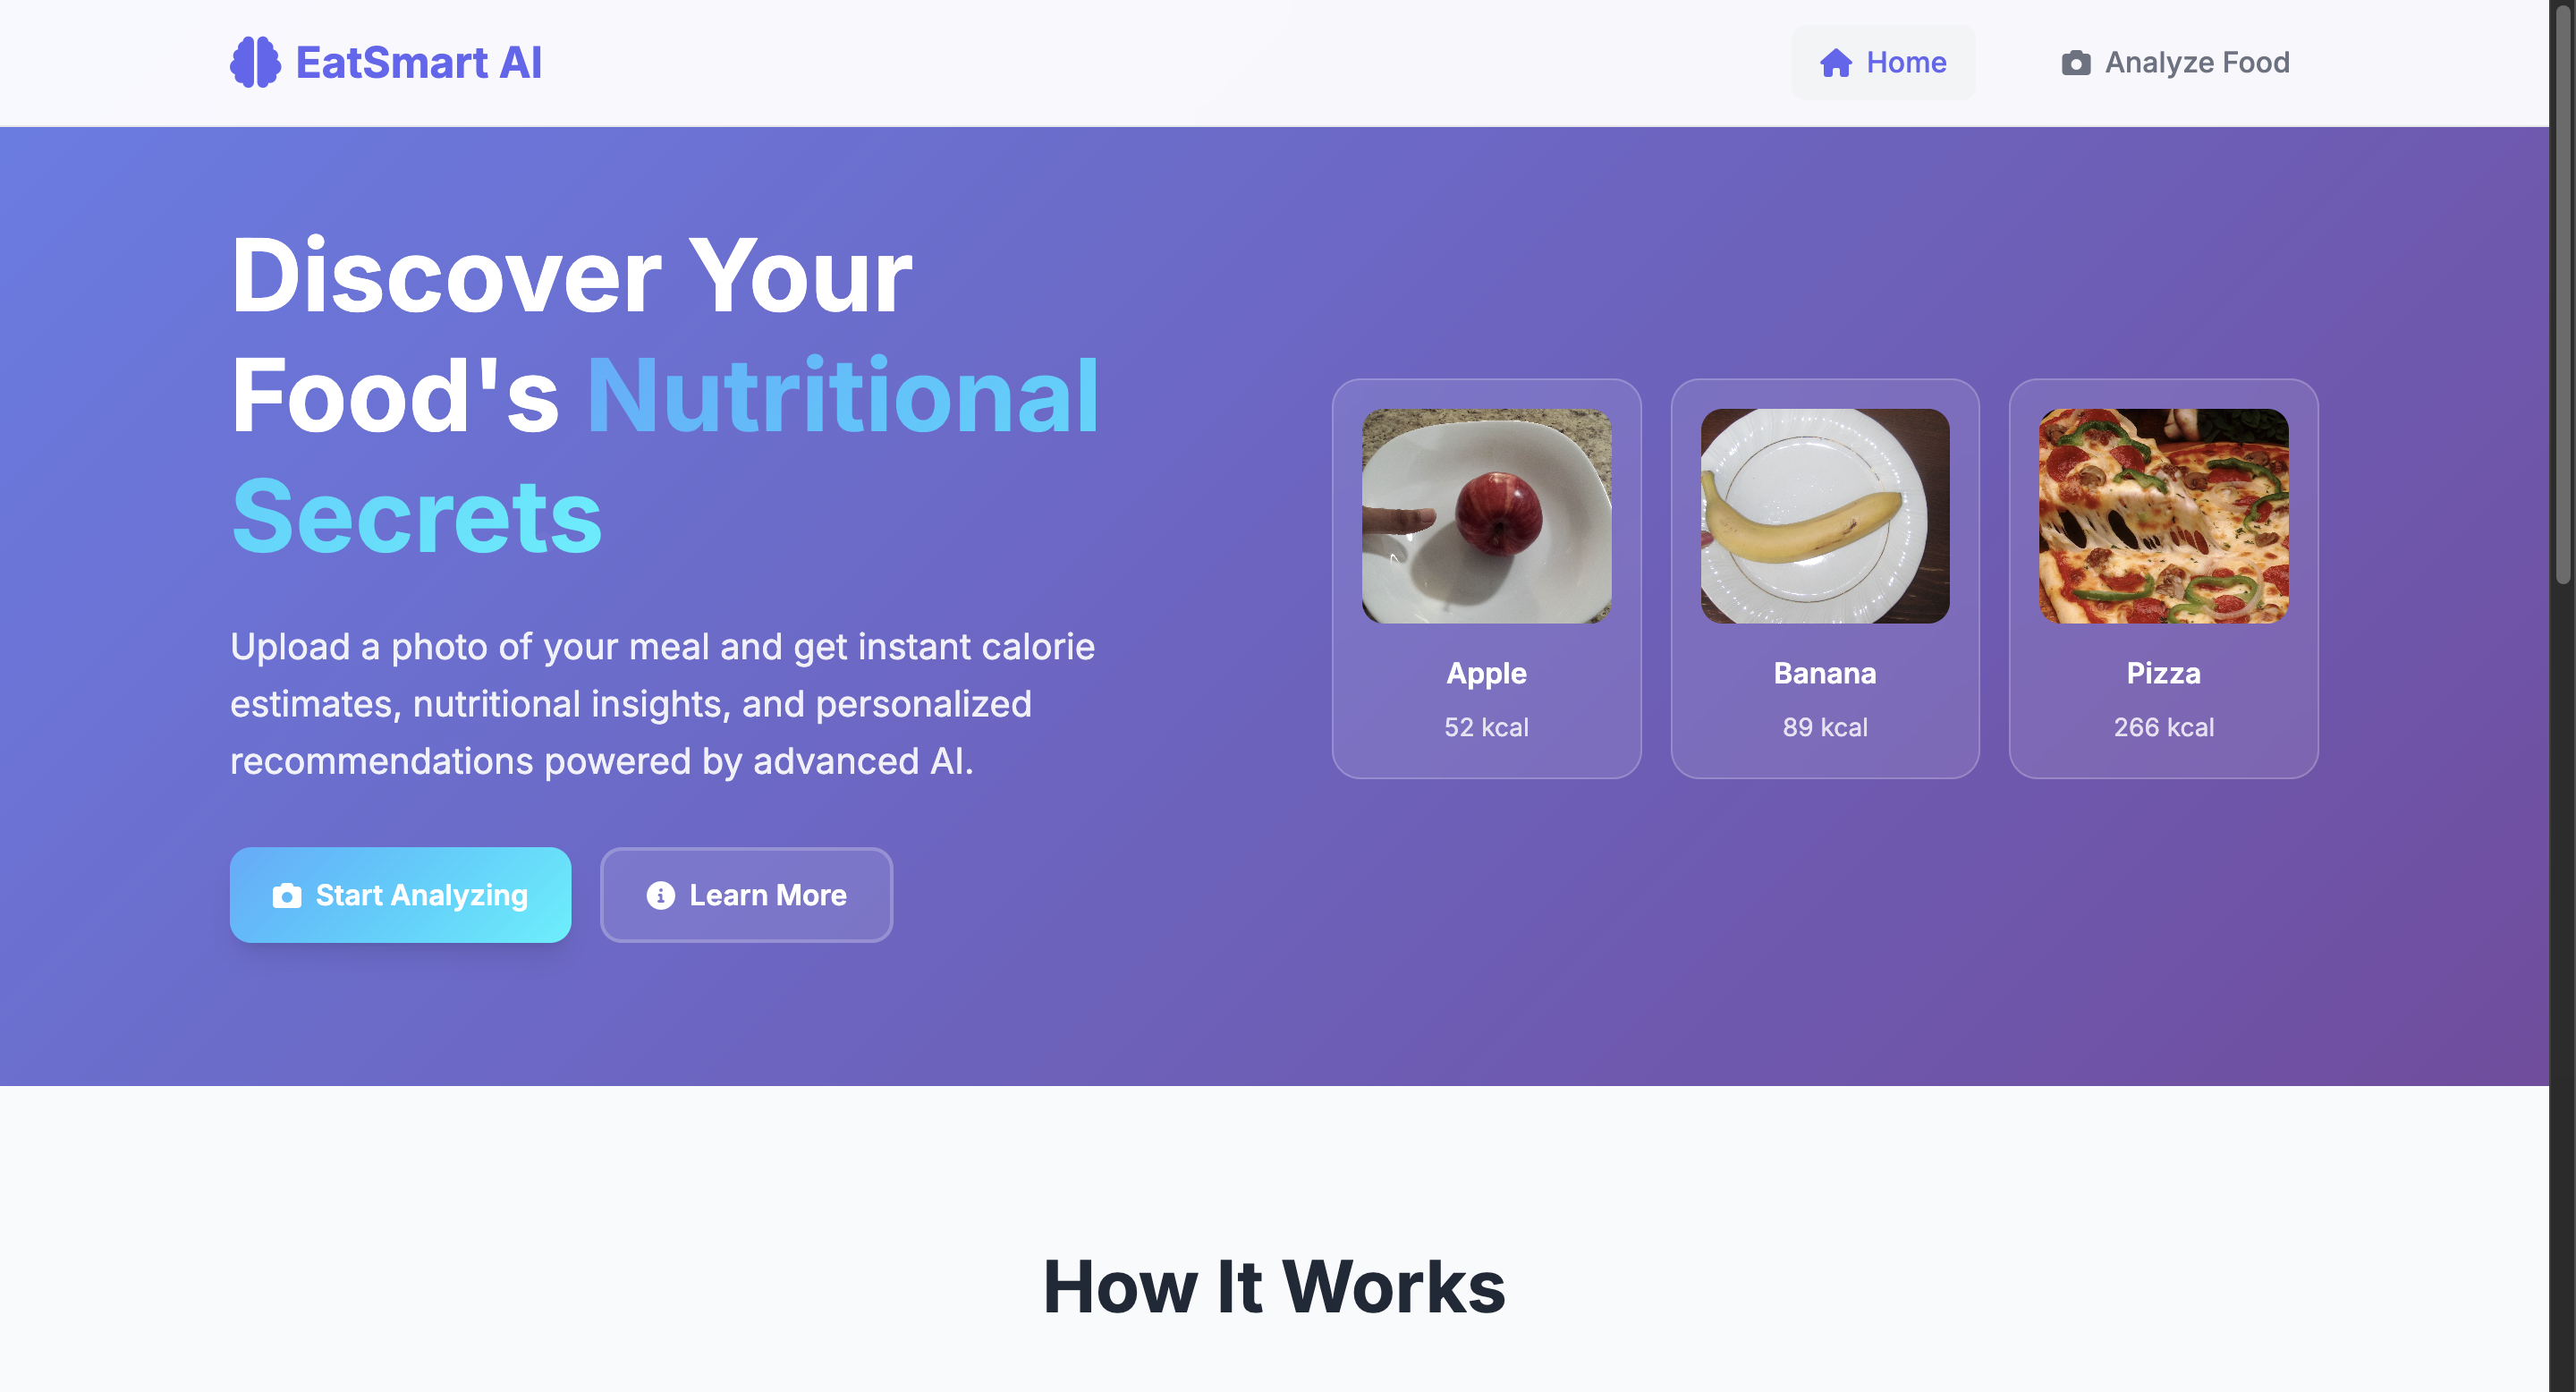 EatSmart AI
Home
Analyze Food
Discover Your
Food's Nutritional
Secrets
Upload a photo of your meal and get instant calorie
estimates, nutritional insights, and personalized
recommendations powered by advanced AI.
Start Analyzing
Learn More
Apple
52 kcal
Banana
89 kcal
Pizza
266 kcal
How It Works